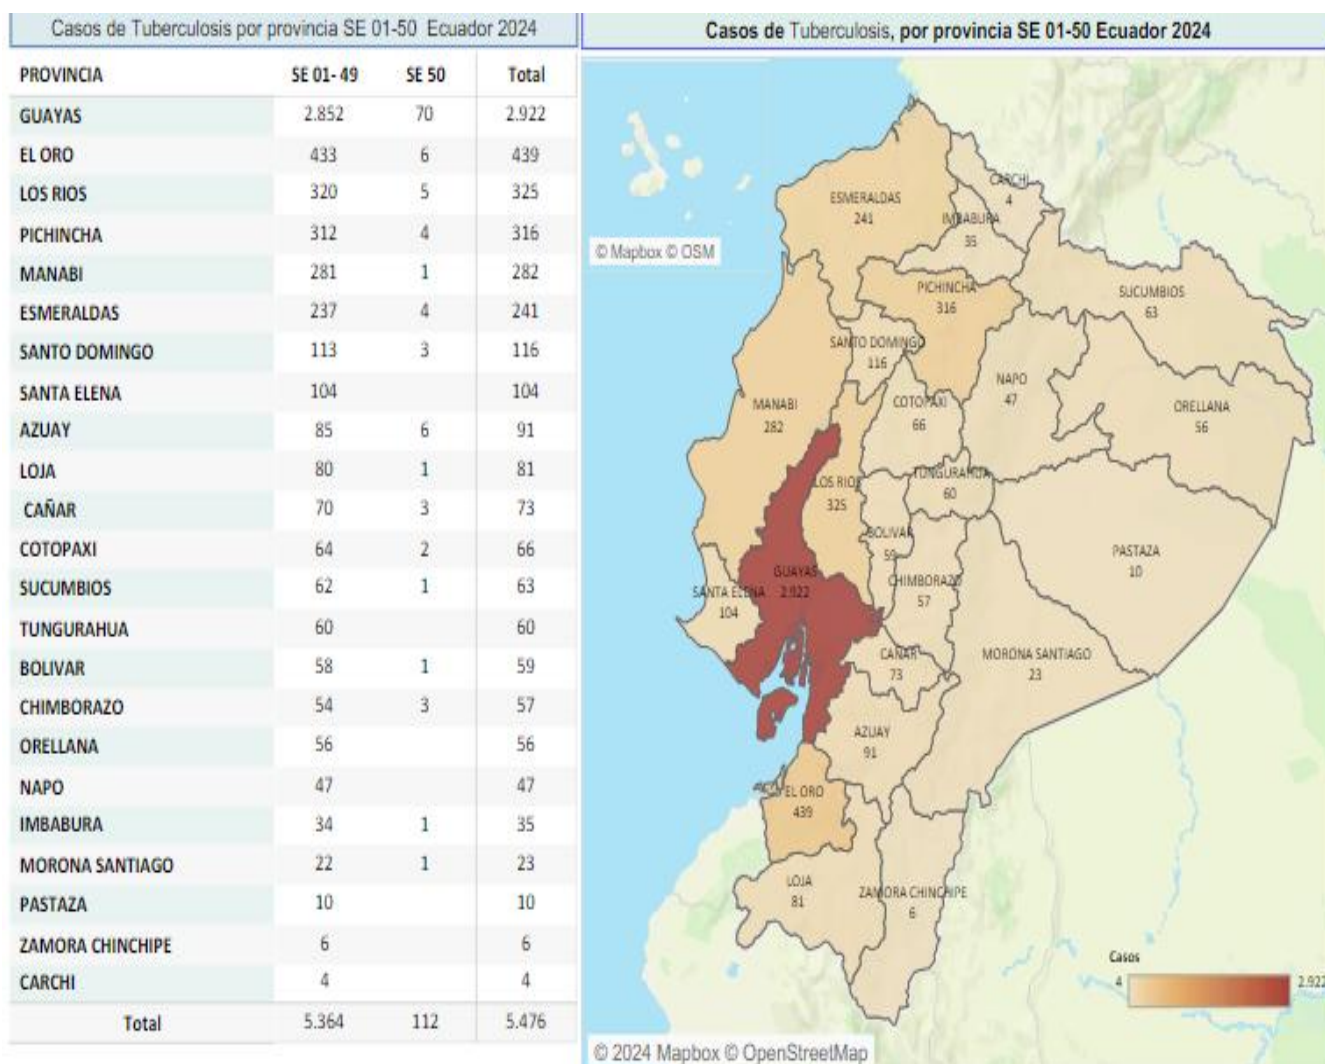 Casos de Tuberculosis por provincia SE 01-50 Ecuador 2024
PROVINCIA SE 01- 49 SE 50 Total
GUAYAS 2.852 70 2.922
EL ORO 433 6 439
LOS RIOS 320 5 325
PICHINCHA 312 4 316
MANABI 281 1 282
ESMERALDAS 237 4 241
SANTO DOMINGO 113 3 116
SANTA ELENA 104 104
AZUAY 85 6 91
LOJA 80 1 81
CAÑAR 70 3 73
COTOPAXI 64 2 66
SUCUMBIOS 62 1 63
TUNGURAHUA 60 60
BOLIVAR 58 1 59
CHIMBORAZO 54 3 57
ORELLANA 56 56
NAPO 47 47
IMBABURA 34 1 35
MORONA SANTIAGO 22 1 23
PASTAZA 10 10
ZAMORA CHINCHIPE 6 6
CARCHI 4 4
Total 5.364 112 5.476
Casos de Tuberculosis, por provincia SE 01-50 Ecuador 2024
CARCHI
4
ESMERALDAS
241
IMBABURA
35
© Mapbox © OSM
PICHINCHA
316
SUCUMBIOS
63
SANTO DOMINGO
116
NAPO
47
COTOPAXI
66
ORELLANA
56
MANABI
282
TUNGURAHUA
60
LOS RIOS
325
BOLIVAR
59
PASTAZA
10
GUAYAS
2.922
CHIMBORAZO
57
SANTA ELENA
104
CAÑAR
73
MORONA SANTIAGO
23
AZUAY
91
EL ORO
439
LOJA
81
ZAMORA CHINCHIPE
6
Casos
4 2.922
© 2024 Mapbox © OpenStreetMap